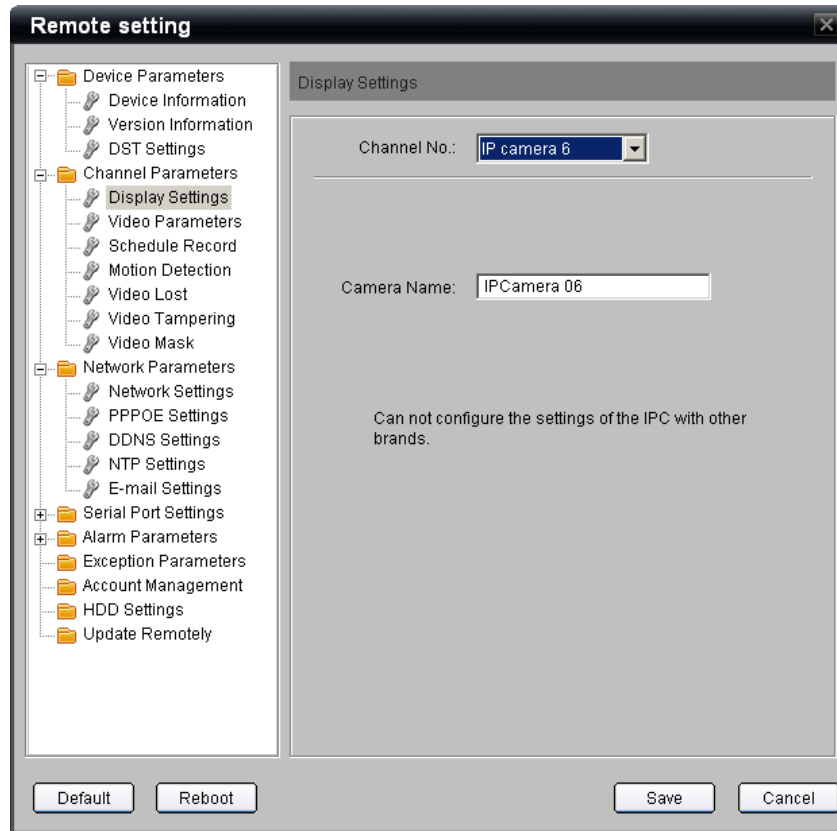 Remote setting
Device Parameters
Device Information
Version Information
DST Settings
Channel Parameters
Display Settings
Video Parameters
Schedule Record
Motion Detection
Video Lost
Video Tampering
Video Mask
Network Parameters
Network Settings
PPPOE Settings
DDNS Settings
NTP Settings
E-mail Settings
Serial Port Settings
Alarm Parameters
Exception Parameters
Account Management
HDD Settings
Update Remotely
Display Settings
Channel No.: IP camera 6
Camera Name: IPCamera 06
Can not configure the settings of the IPC with other
brands.
Default Reboot Save Cancel